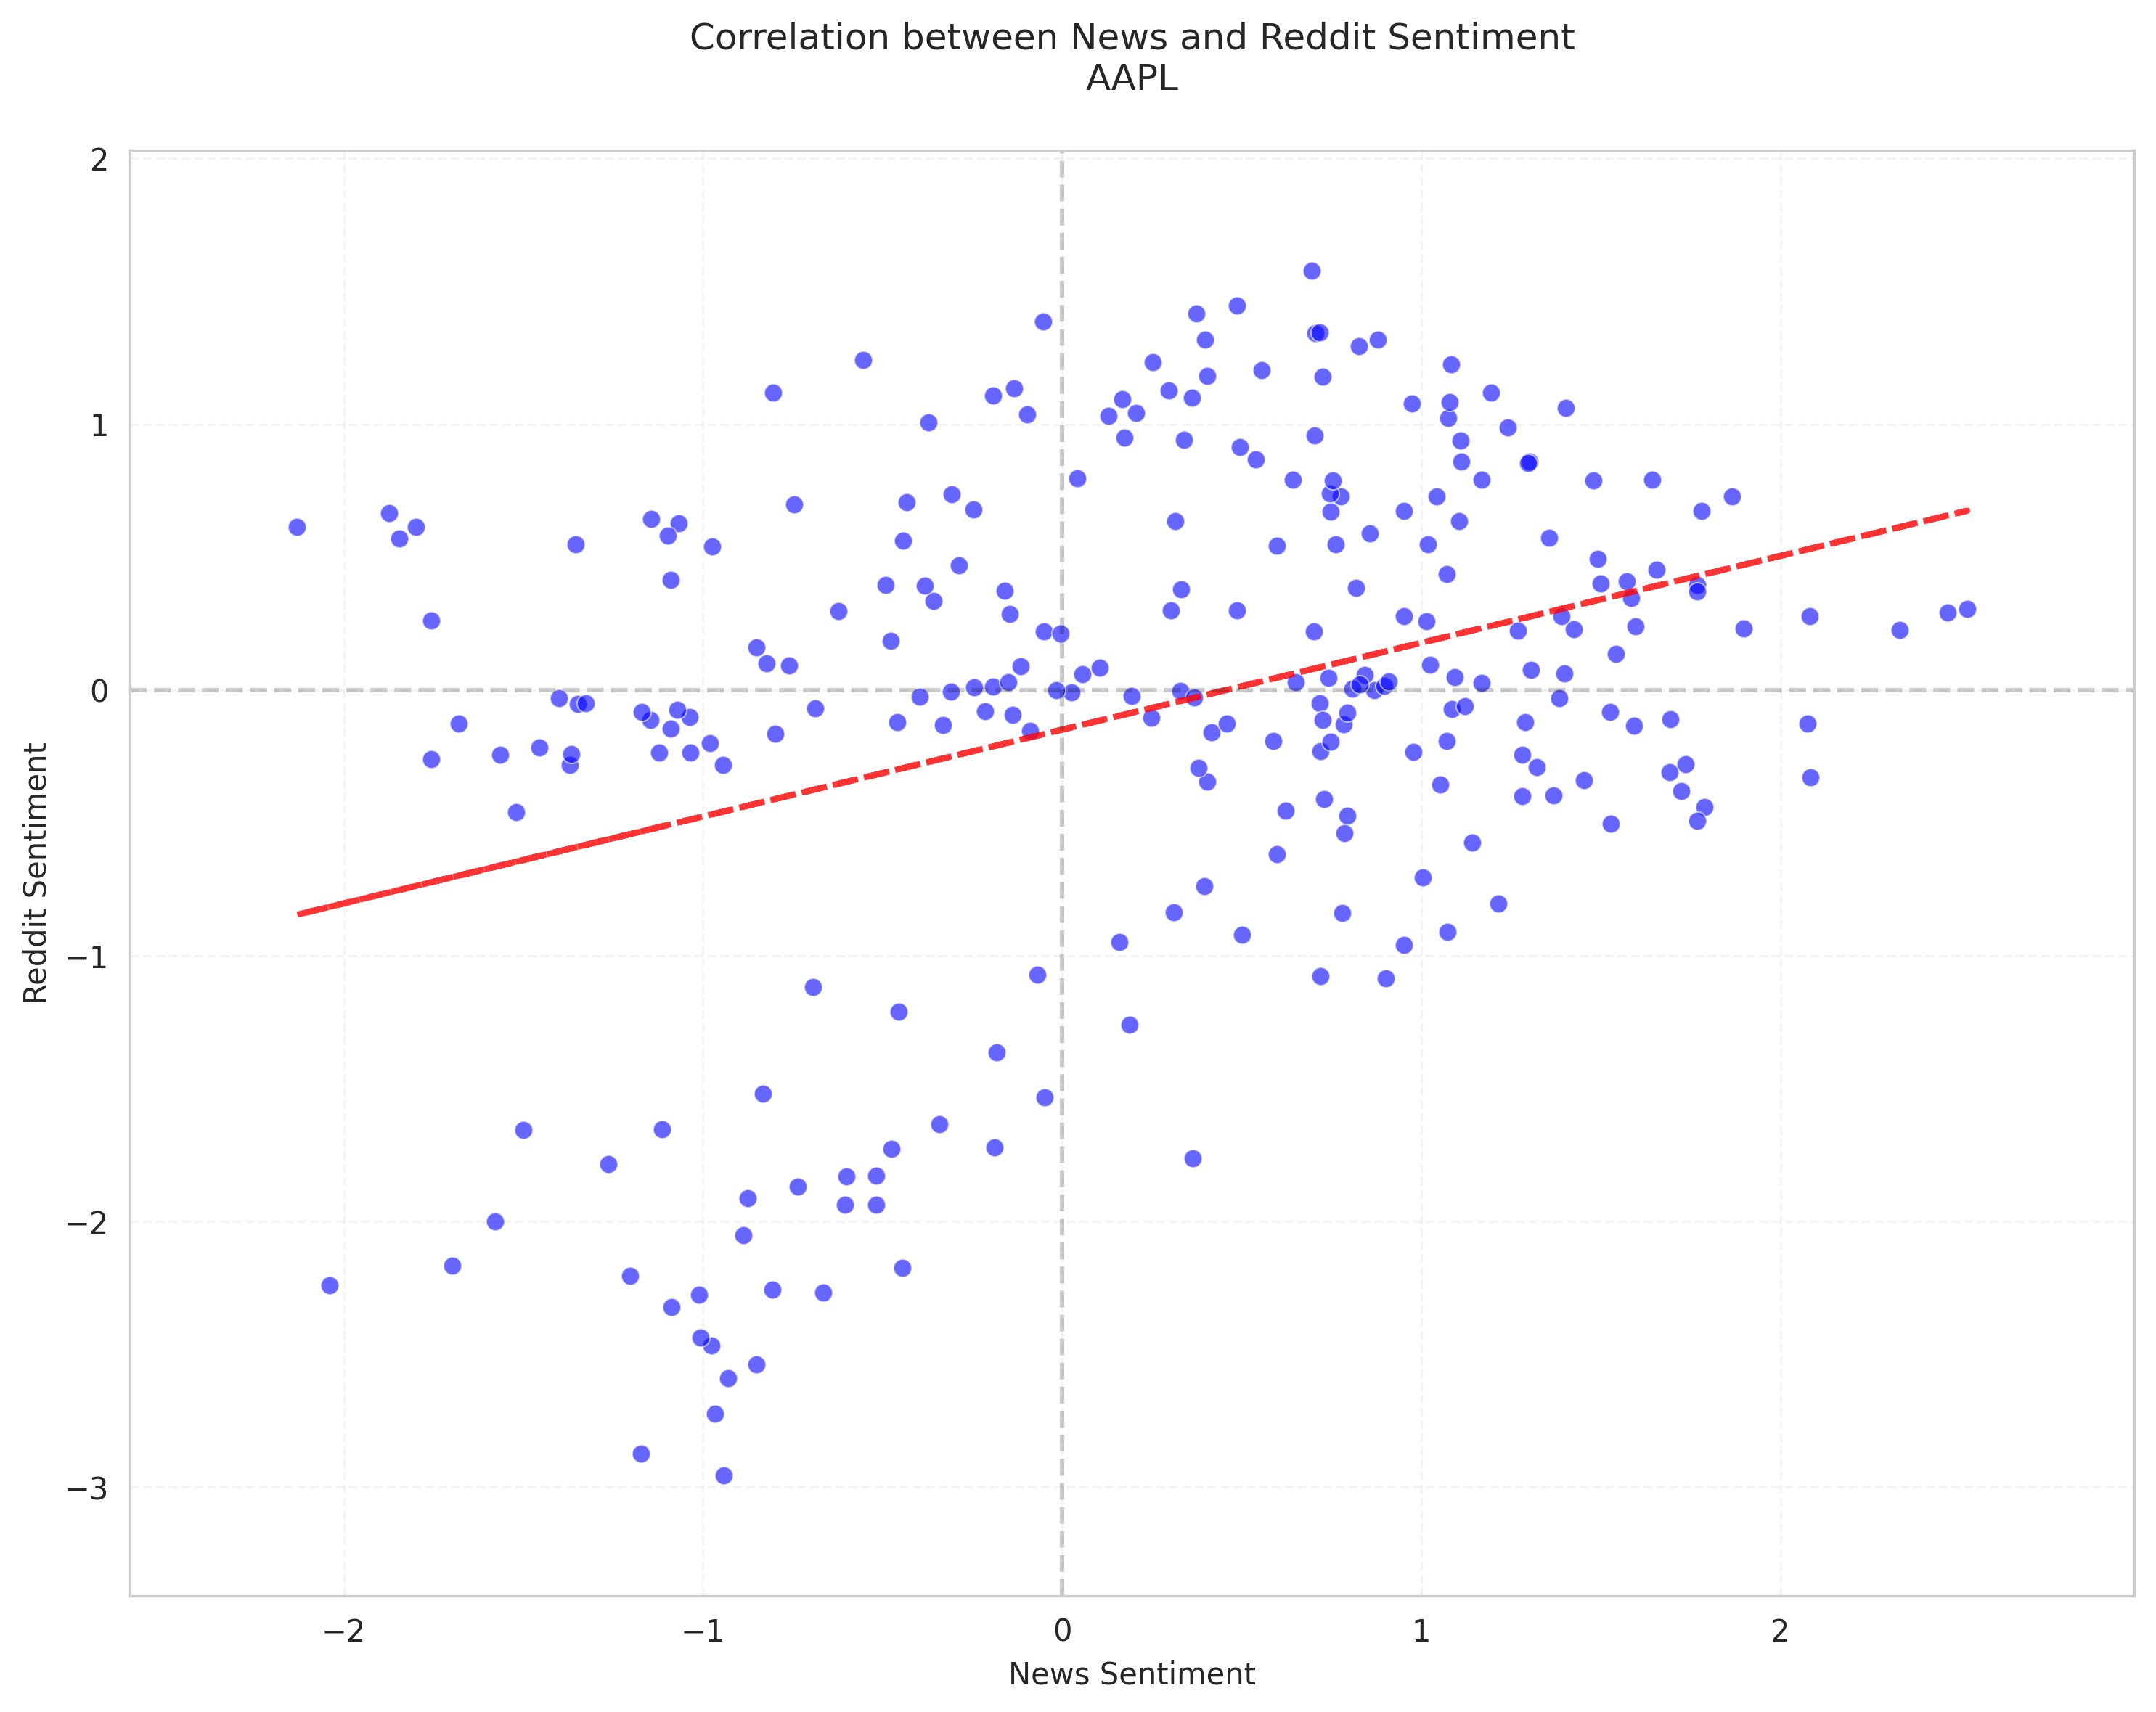 Correlation between News and Reddit Sentiment
AAPL
2
1
0
−1
−2
−3
Reddit Sentiment
−2
−1
0
1
2
News Sentiment